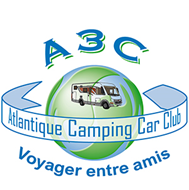 A3C
Atlantique Camping Car Club
Voyager entre amis